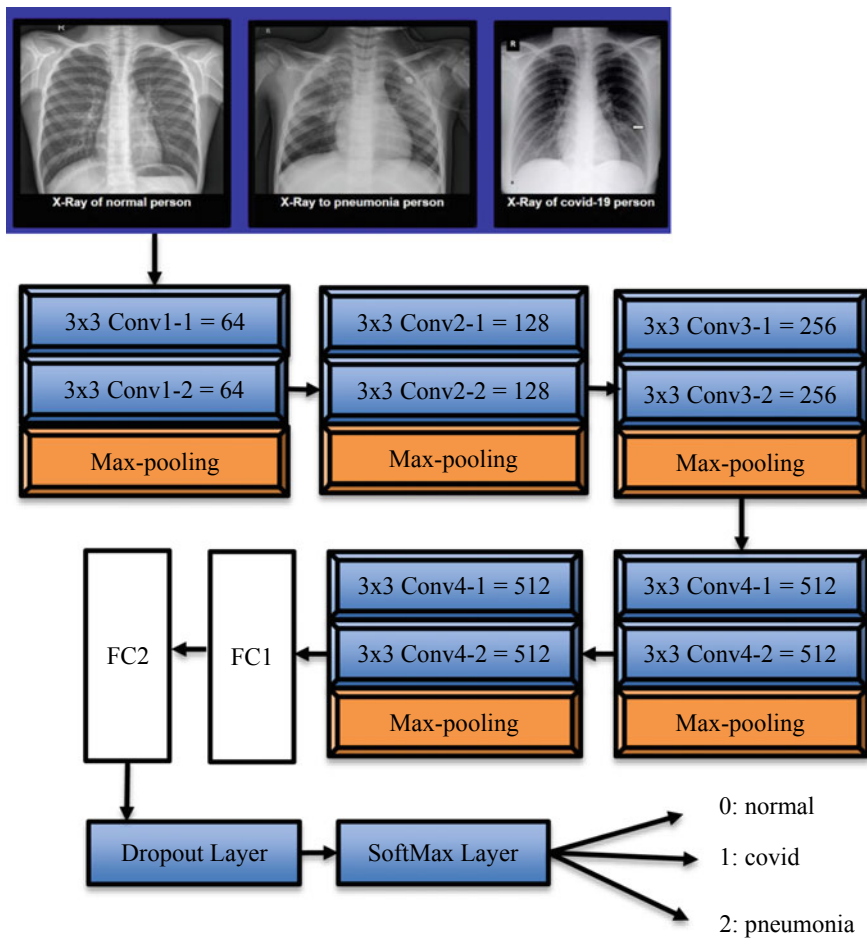 R
X-Ray of normal person
X-Ray to pneumonia person
X-Ray of covid-19 person
3x3 Conv1-1 = 64
3x3 Conv1-2 = 64
Max-pooling
3x3 Conv2-1 = 128
3x3 Conv2-2 = 128
Max-pooling
3x3 Conv3-1 = 256
3x3 Conv3-2 = 256
Max-pooling
3x3 Conv4-1 = 512
3x3 Conv4-2 = 512
Max-pooling
3x3 Conv4-1 = 512
3x3 Conv4-2 = 512
Max-pooling
FC1
FC2
Dropout Layer
SoftMax Layer
0: normal
1: covid
2: pneumonia